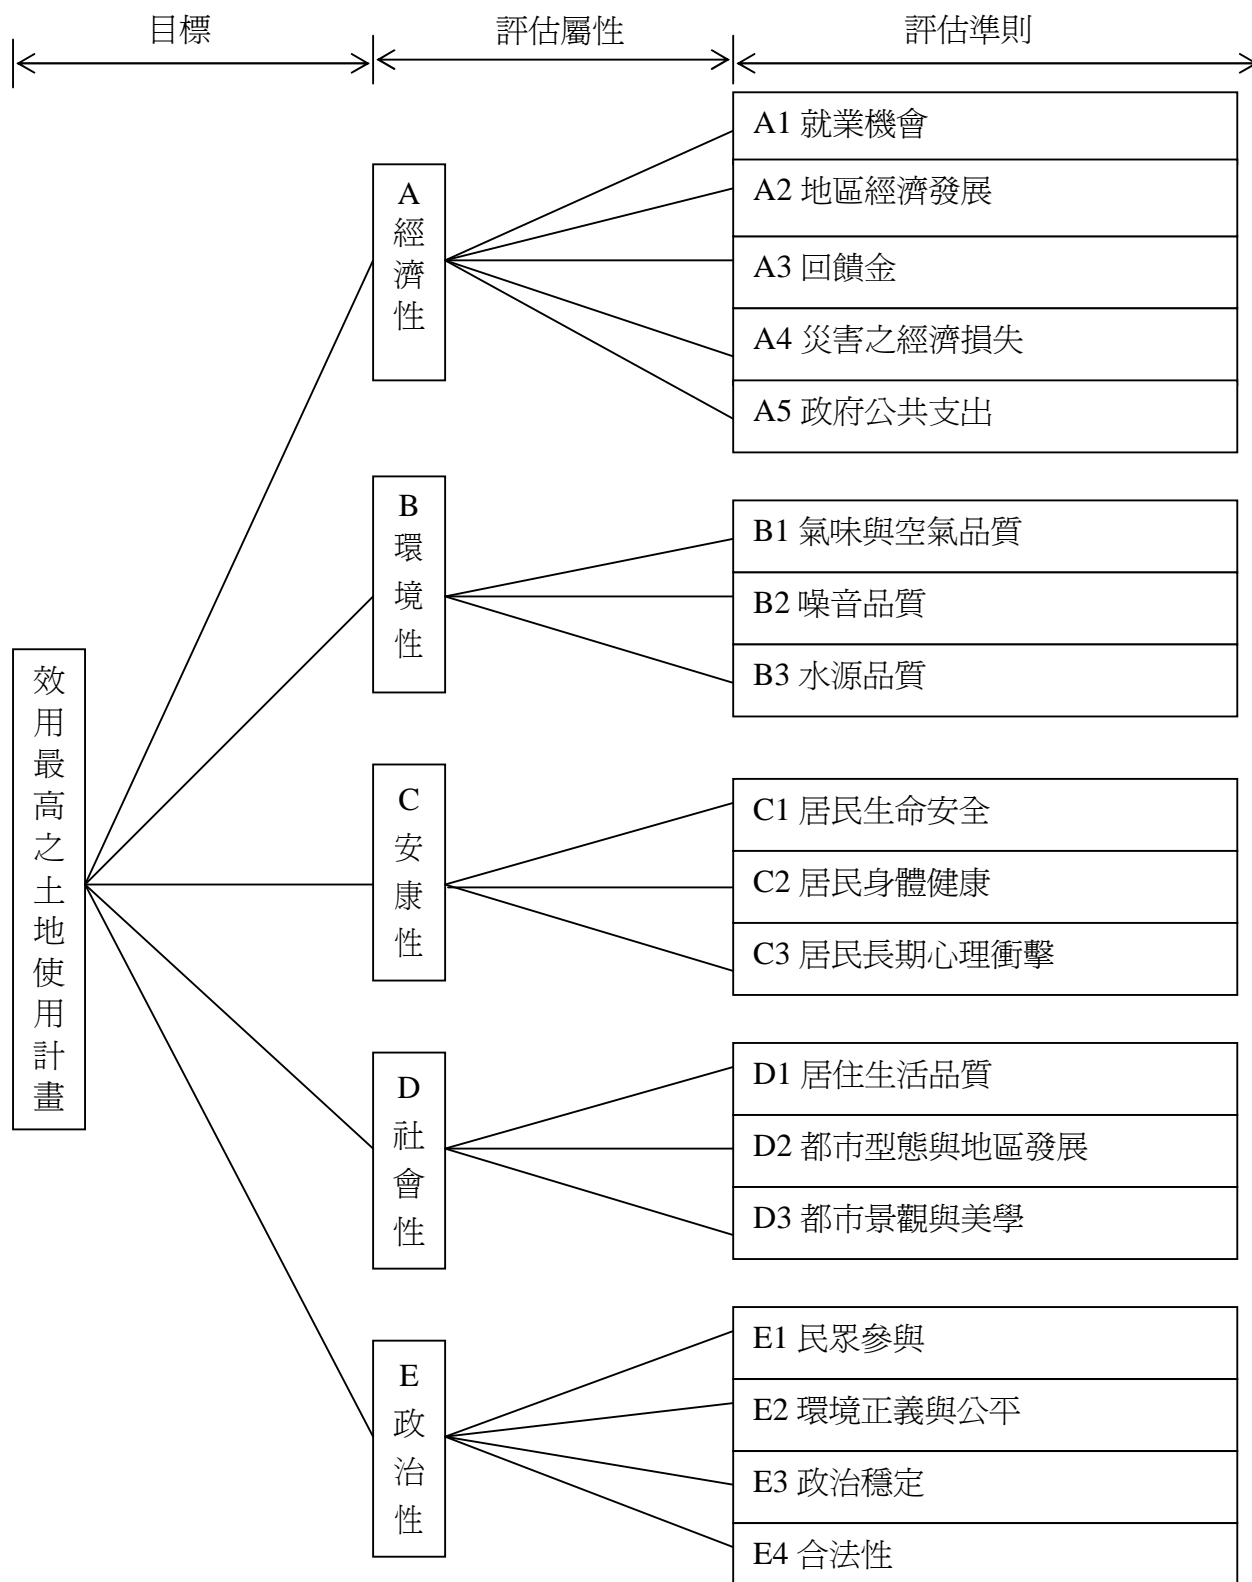 目標
評估屬性
評估準則
效用最高之土地使用計畫
A
經濟性
A1 就業機會
A2 地區經濟發展
A3 回饋金
A4 災害之經濟損失
A5 政府公共支出
B
環境性
B1 氣味與空氣品質
B2 噪音品質
B3 水源品質
C
安康性
C1 居民生命安全
C2 居民身體健康
C3 居民長期心理衝擊
D
社會性
D1 居住生活品質
D2 都市型態與地區發展
D3 都市景觀與美學
E
政治性
E1 民眾參與
E2 環境正義與公平
E3 政治穩定
E4 合法性